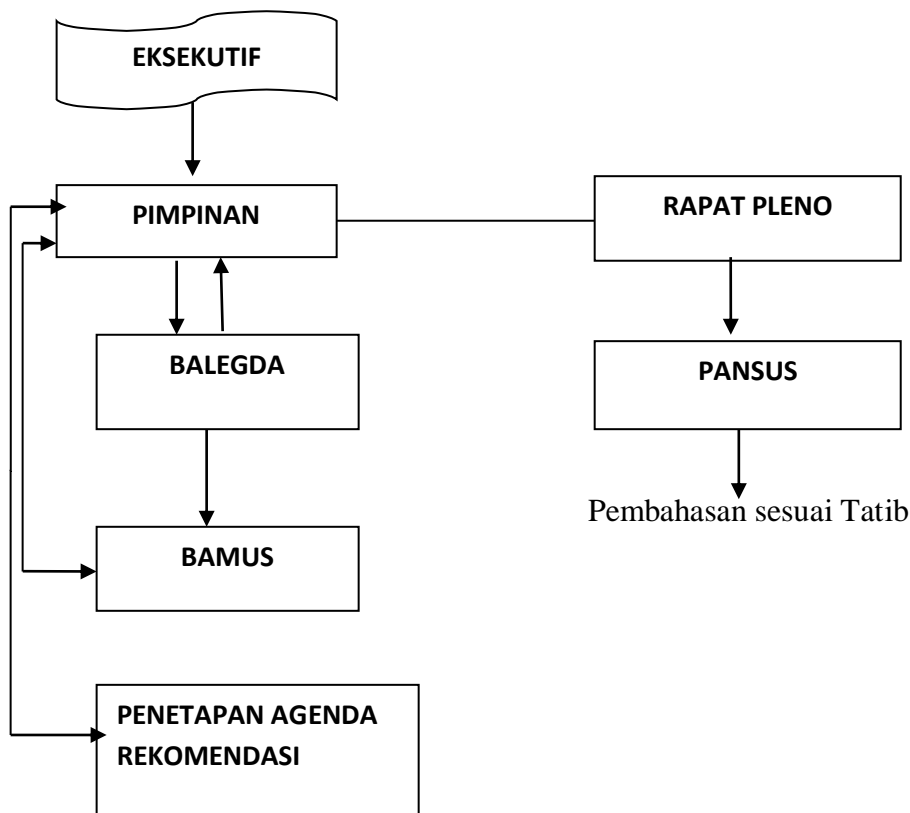 EKSEKUTIF
PIMPINAN
RAPAT PLENO
BALEGDA
PANSUS
Pembahasan sesuai Tatib
BAMUS
PENETAPAN AGENDA
REKOMENDASI